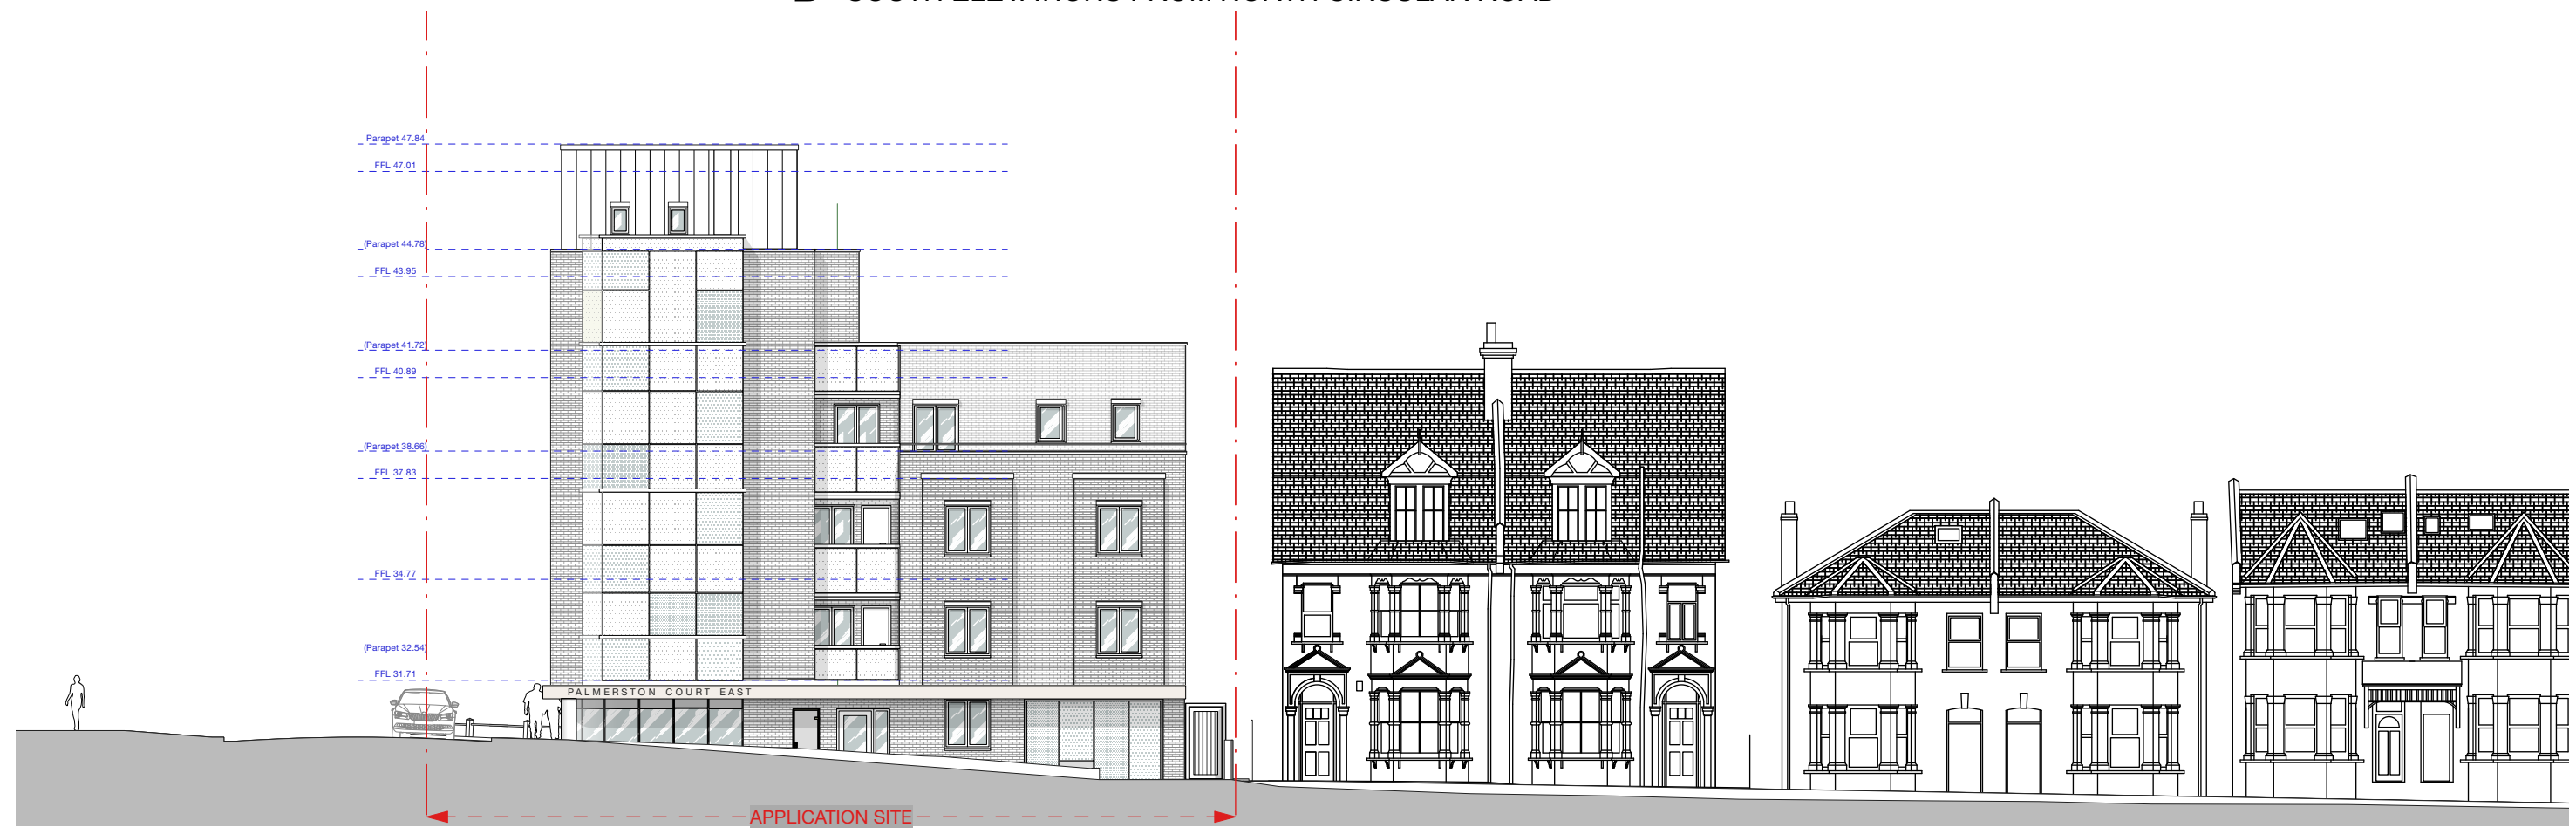 Parapet 47.84
FFL 47.01
(Parapet 44.78)
FFL 43.95
(Parapet 41.72)
FFL 40.89
(Parapet 38.66)
FFL 37.83
FFL 34.77
(Parapet 32.54)
FFL 31.71
PALMERSTON COURT EAST
APPLICATION SITE